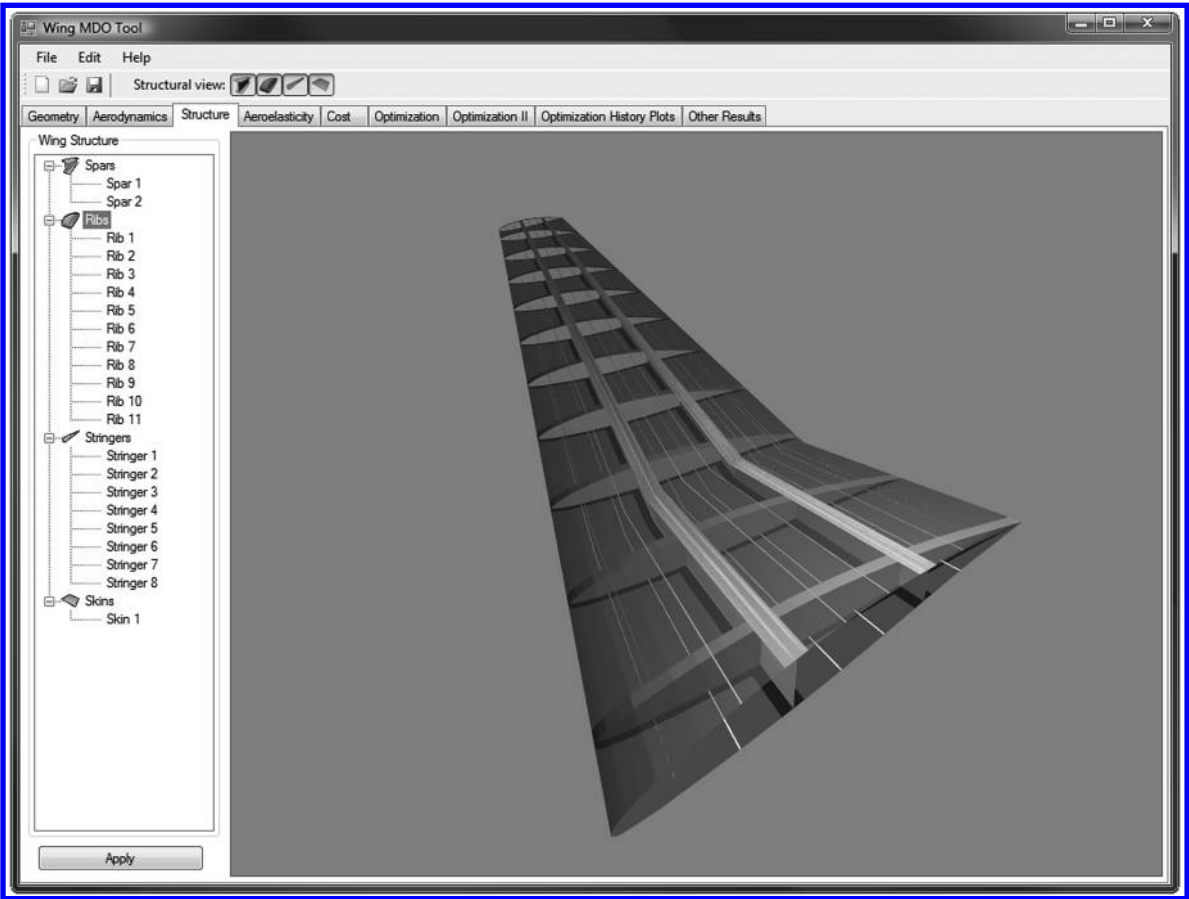 Wing MDO Tool
File Edit Help
Structural view:
Geometry Aerodynamics Structure Aeroelasticity Cost Optimization Optimization II Optimization History Plots Other Results
Wing Structure
Spars
Spar 1
Spar 2
Ribs
Rib 1
Rib 2
Rib 3
Rib 4
Rib 5
Rib 6
Rib 7
Rib 8
Rib 9
Rib 10
Rib 11
Stringers
Stringer 1
Stringer 2
Stringer 3
Stringer 4
Stringer 5
Stringer 6
Stringer 7
Stringer 8
Skins
Skin 1
Apply